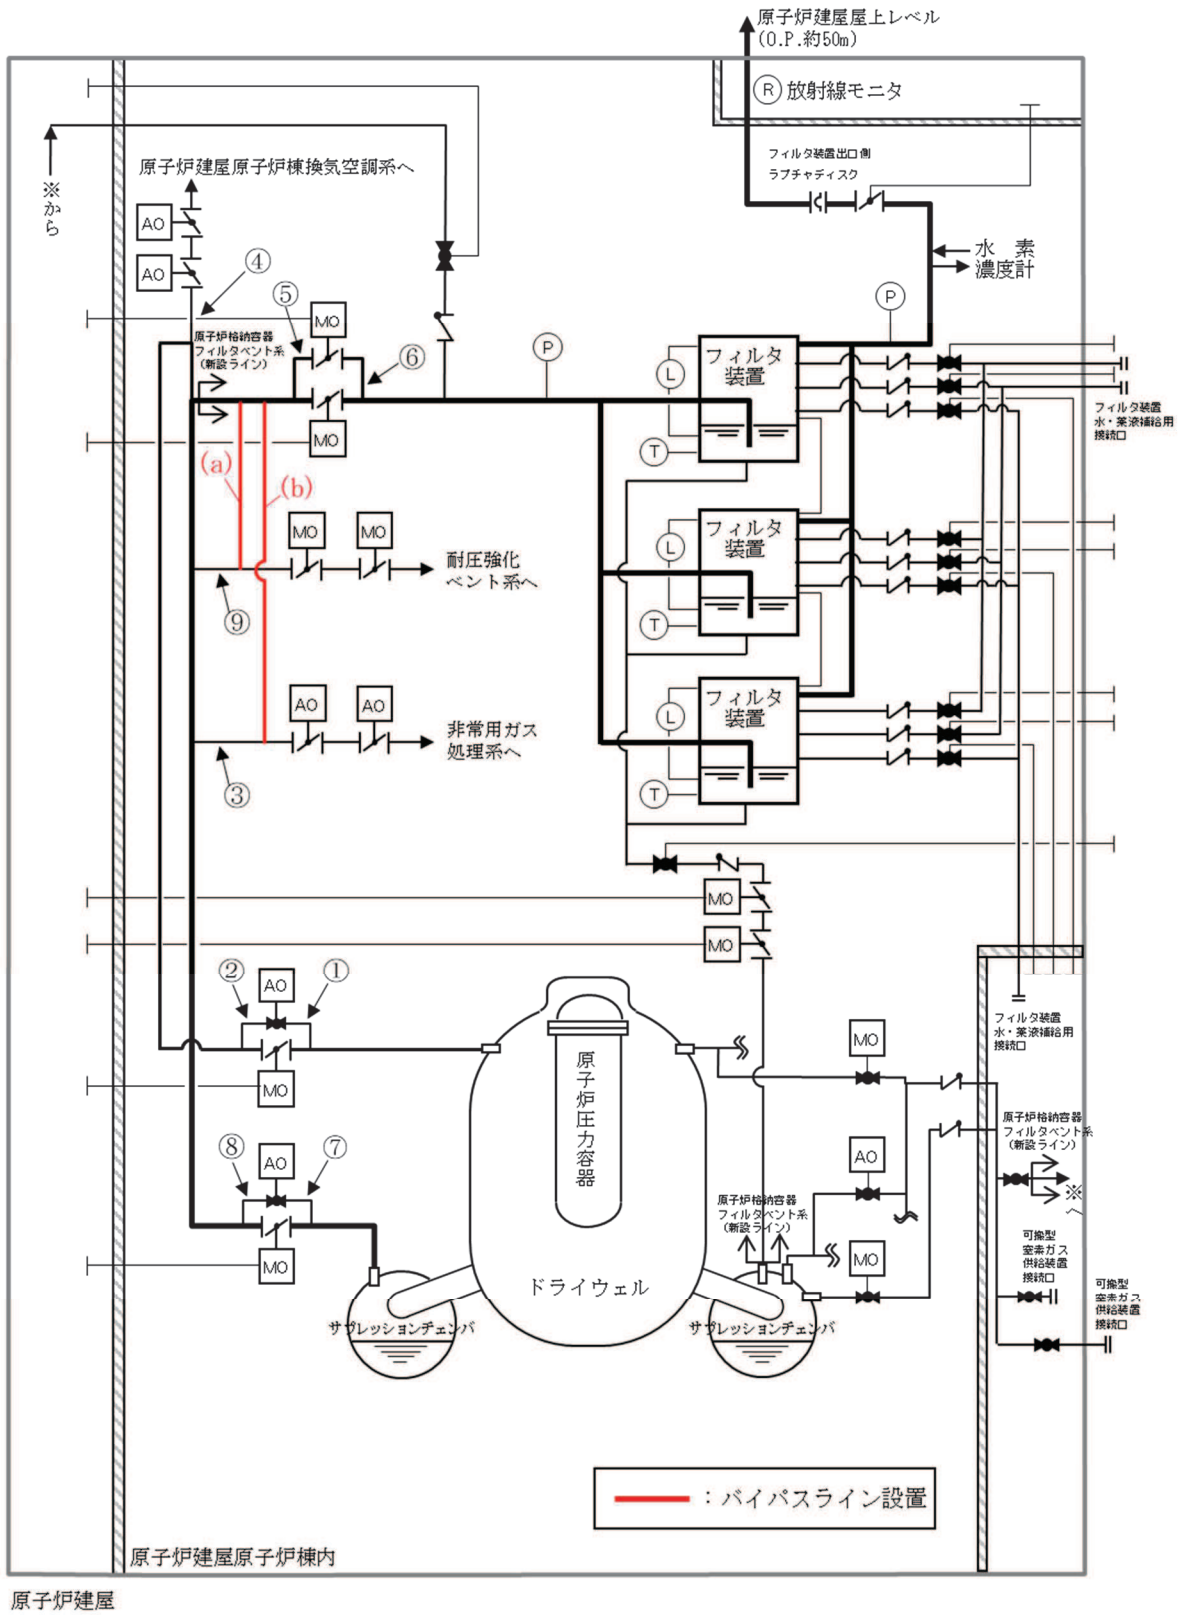 原子炉建屋屋上レベル
(O.P.約50m)
R 放射線モニタ
フィルタ装置出口側
ラプチャディスク
※から
原子炉建屋原子炉棟換気空調系へ
AO
AO
④
⑤
MO
⑥
原子炉格納容器
フィルタベント系
(新設ライン)
MO
P
P
水 素
濃度計
フィルタ
装置
L
T
フィルタ装置
水・薬液補給用
接続口
(a)
(b)
MO
MO
耐圧強化
ベント系へ
⑨
フィルタ
装置
L
T
AO
AO
非常用ガス
処理系へ
③
フィルタ
装置
L
T
MO
MO
②
①
AO
MO
フィルタ装置
水・薬液補給用
接続口
原子炉圧力容器
MO
⑧
⑦
AO
MO
AO
MO
原子炉格納容器
フィルタベント系
(新設ライン)
原子炉格納容器
フィルタベント系
(新設ライン)
※へ
ドライウェル
サプレッションチェンバ
サプレッションチェンバ
可搬型
窒素ガス
供給装置
接続口
可搬型
窒素ガス
供給装置
接続口
：バイパスライン設置
原子炉建屋原子炉棟内
原子炉建屋